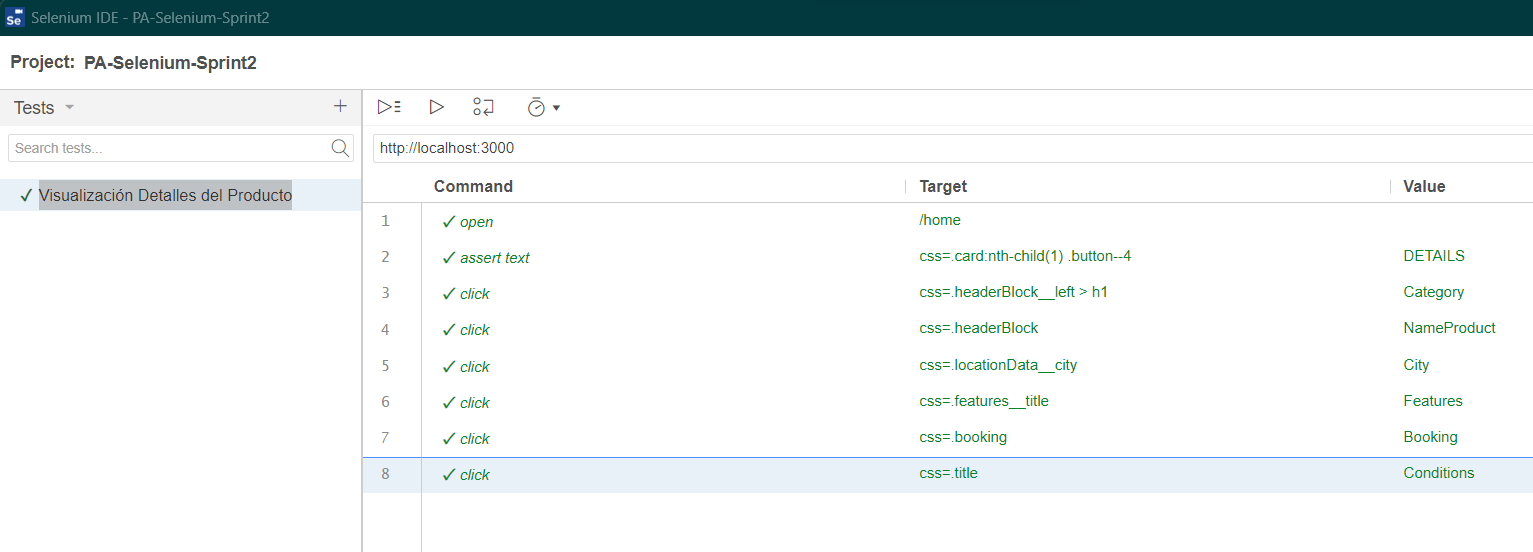 Selenium IDE - PA-Selenium-Sprint2
Project: PA-Selenium-Sprint2
Tests
Search tests...
Visualización Detalles del Producto
http://localhost:3000
Command Target Value
1 open /home
2 assert text css=.card:nth-child(1) .button--4 DETAILS
3 click css=.headerBlock__left > h1 Category
4 click css=.headerBlock NameProduct
5 click css=.locationData__city City
6 click css=.features__title Features
7 click css=.booking Booking
8 click css=.title Conditions